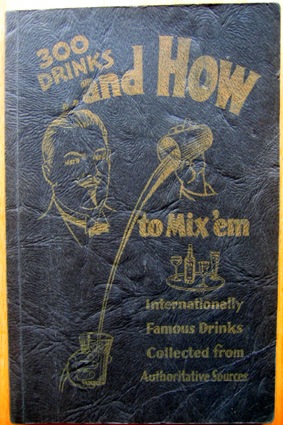 300
DRINKS
...and How
to Mix'em
Internationally
Famous Drinks
Collected from
Authoritative Sources